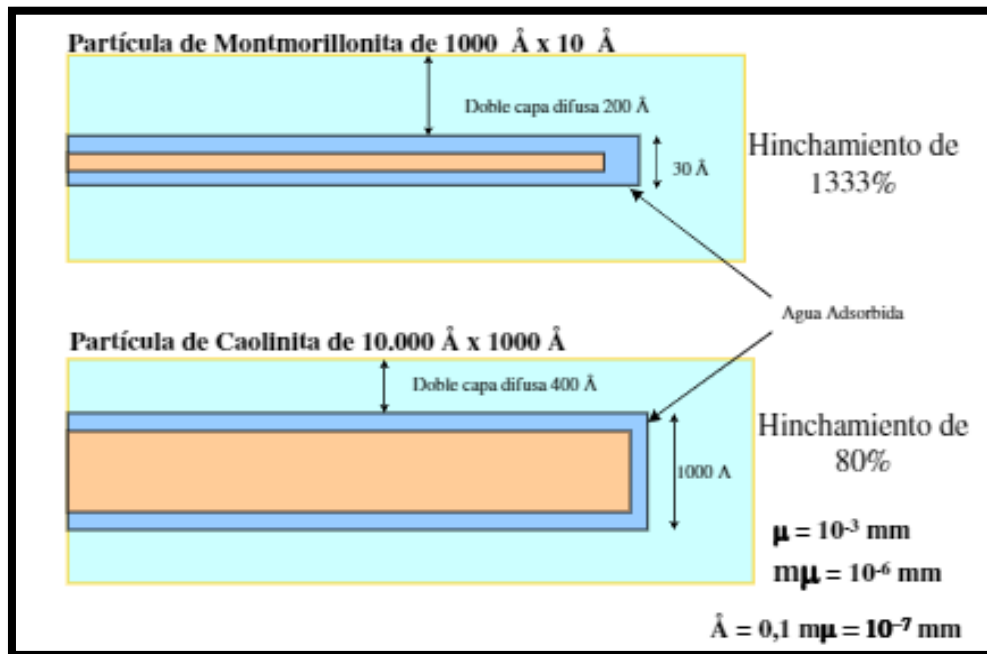 Partícula de Montmorillonita de 1000 Å x 10 Å
Doble capa difusa 200 Å
30 Å
Hinchamiento de
1333%
Agua Adsorbida
Partícula de Caolinita de 10.000 Å x 1000 Å
Doble capa difusa 400 Å
1000 A
Hinchamiento de
80%
μ = 10⁻³ mm
mμ = 10⁻⁶ mm
Å = 0,1 mμ = 10⁻⁷ mm